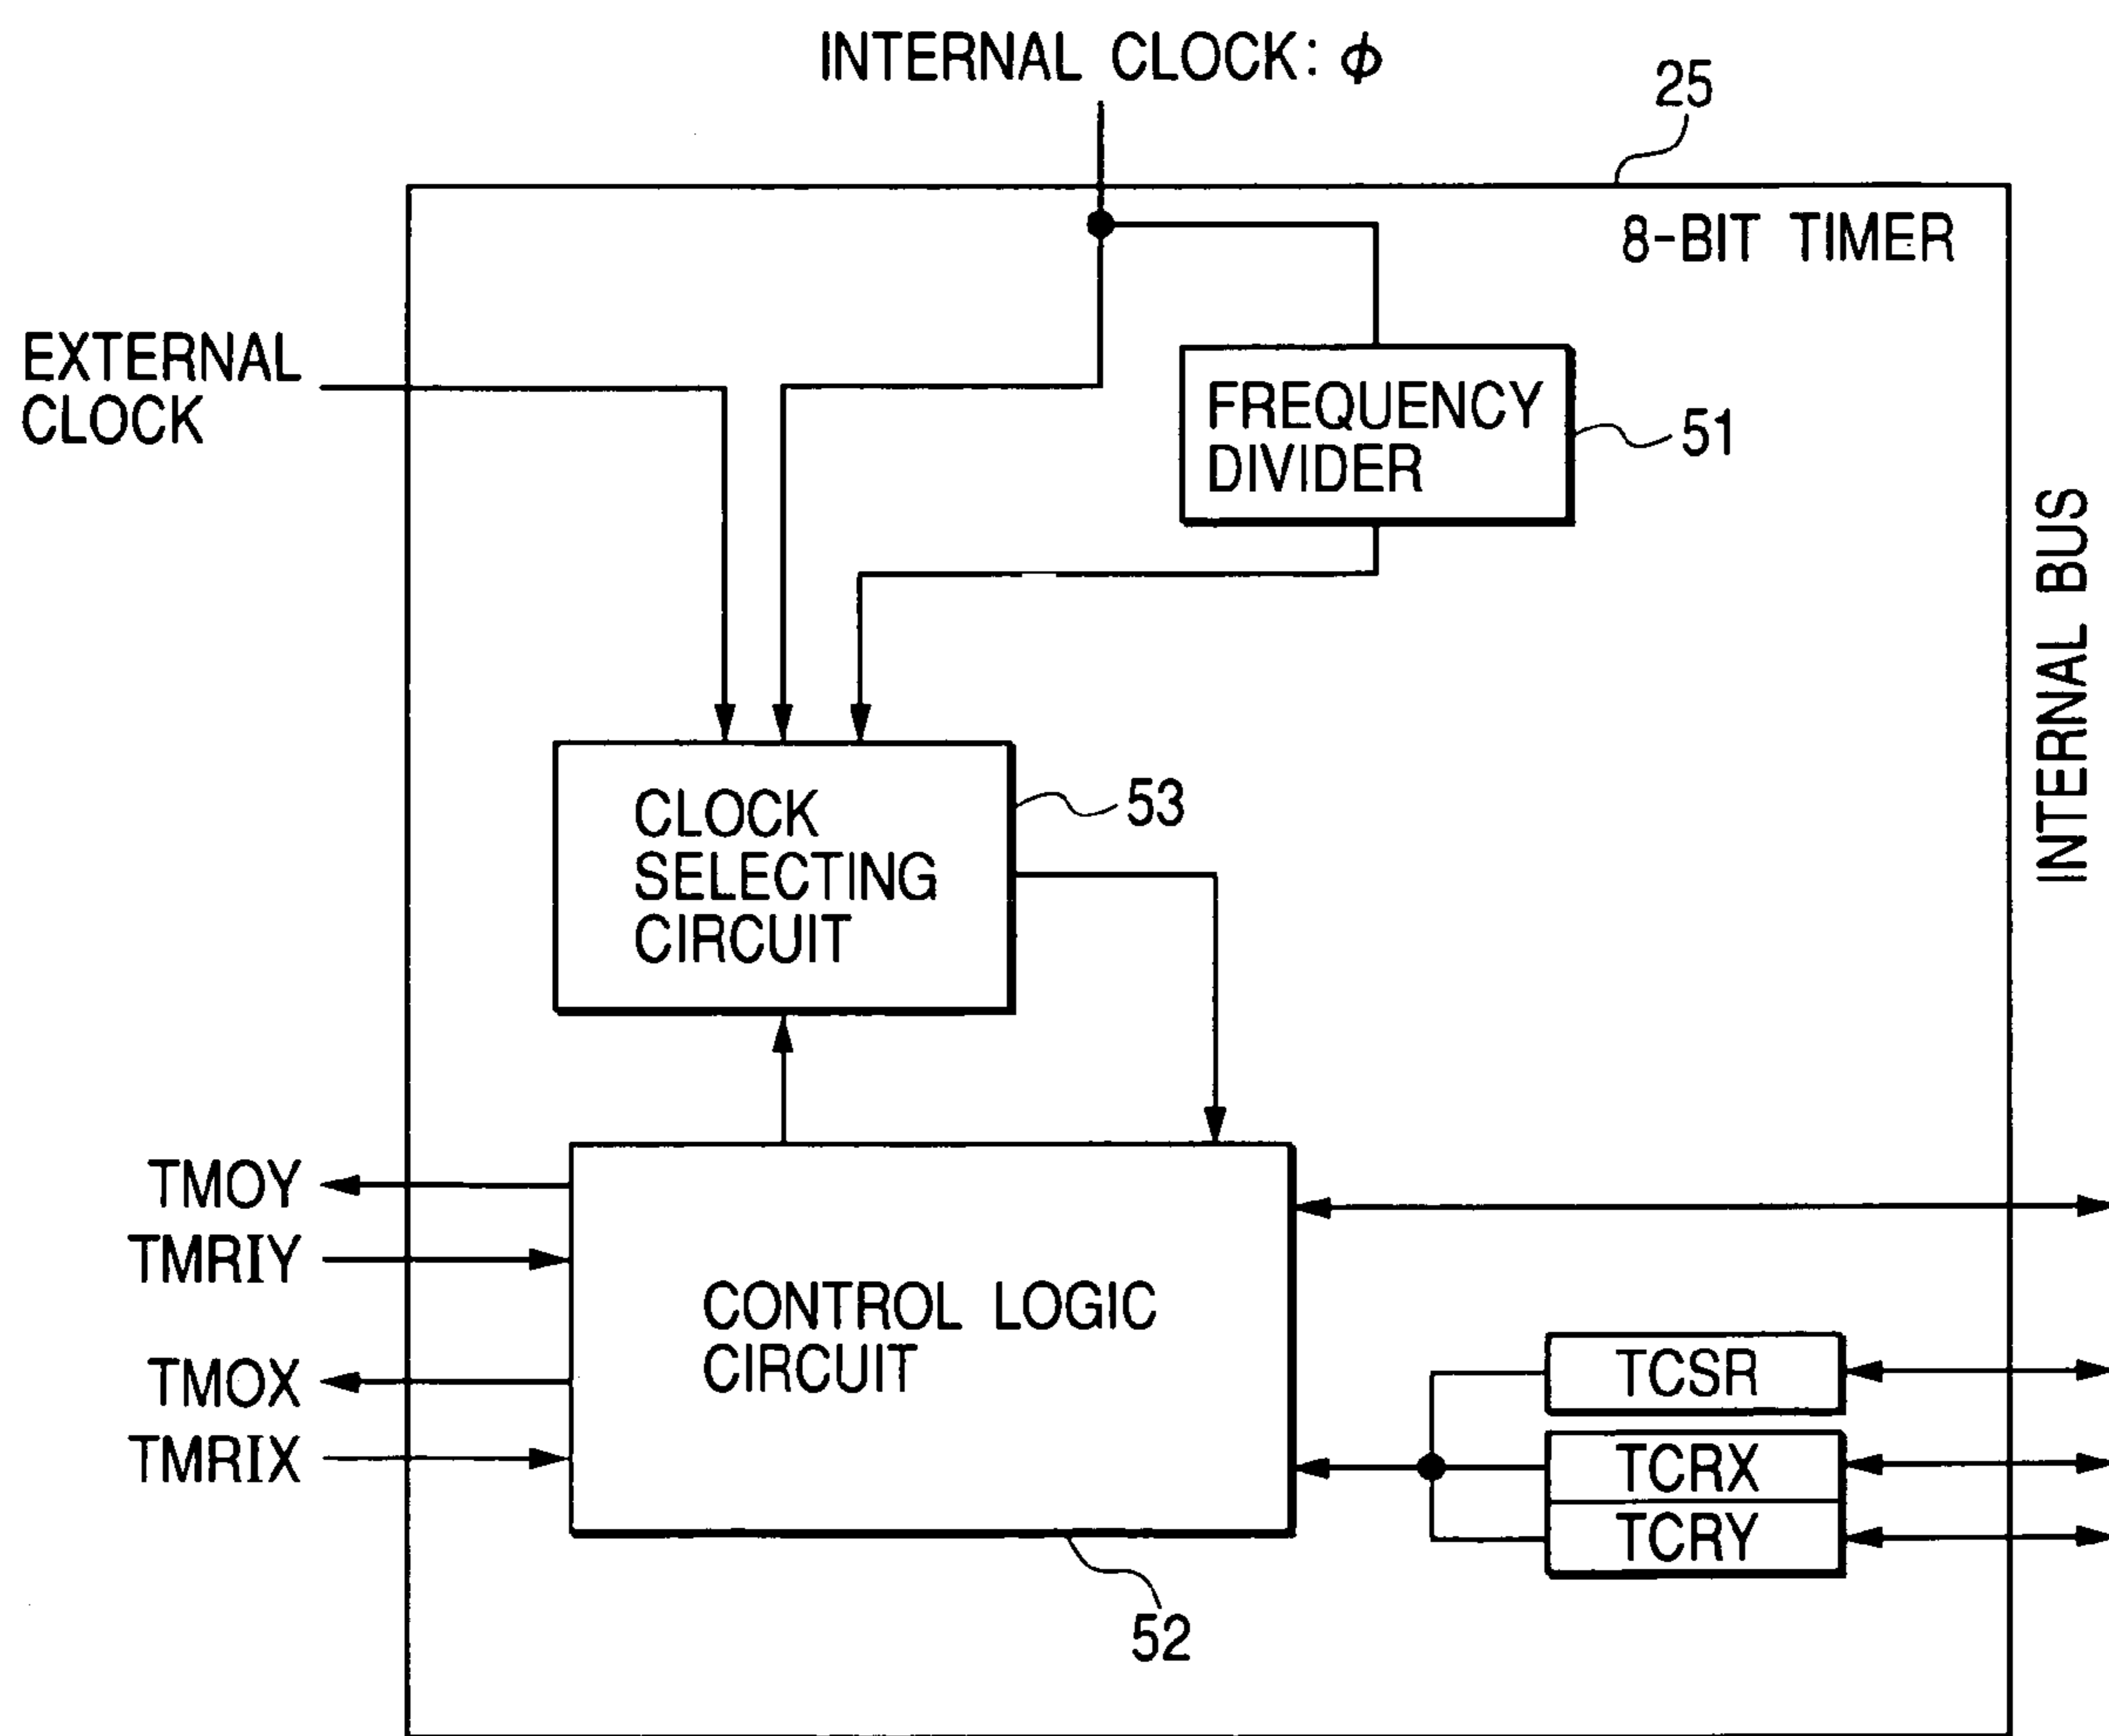 INTERNAL CLOCK: ϕ
25
8-BIT TIMER
EXTERNAL
CLOCK
FREQUENCY
DIVIDER
51
INTERNAL BUS
CLOCK
SELECTING
CIRCUIT
53
TMOY
TMRIY
CONTROL LOGIC
CIRCUIT
TMOX
TMRIX
TCSR
TCRX
TCRY
52